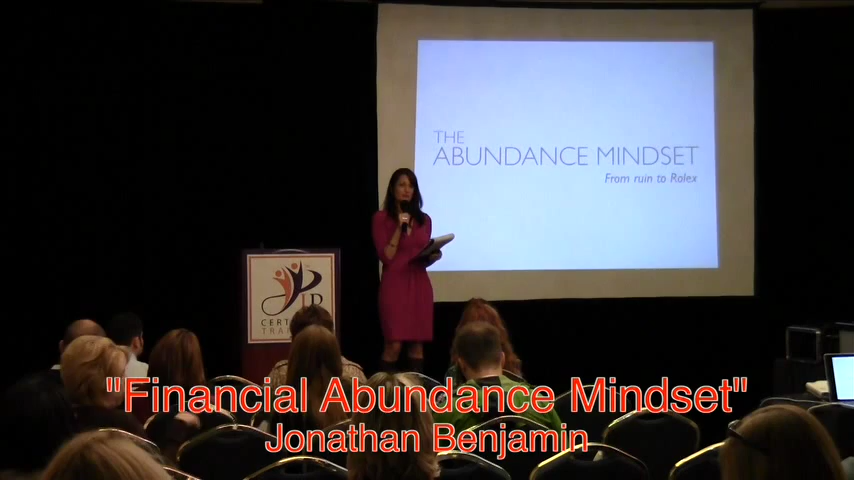 THE
ABUNDANCE MINDSET
From ruin to Rolex
"Financial Abundance Mindset"
Jonathan Benjamin